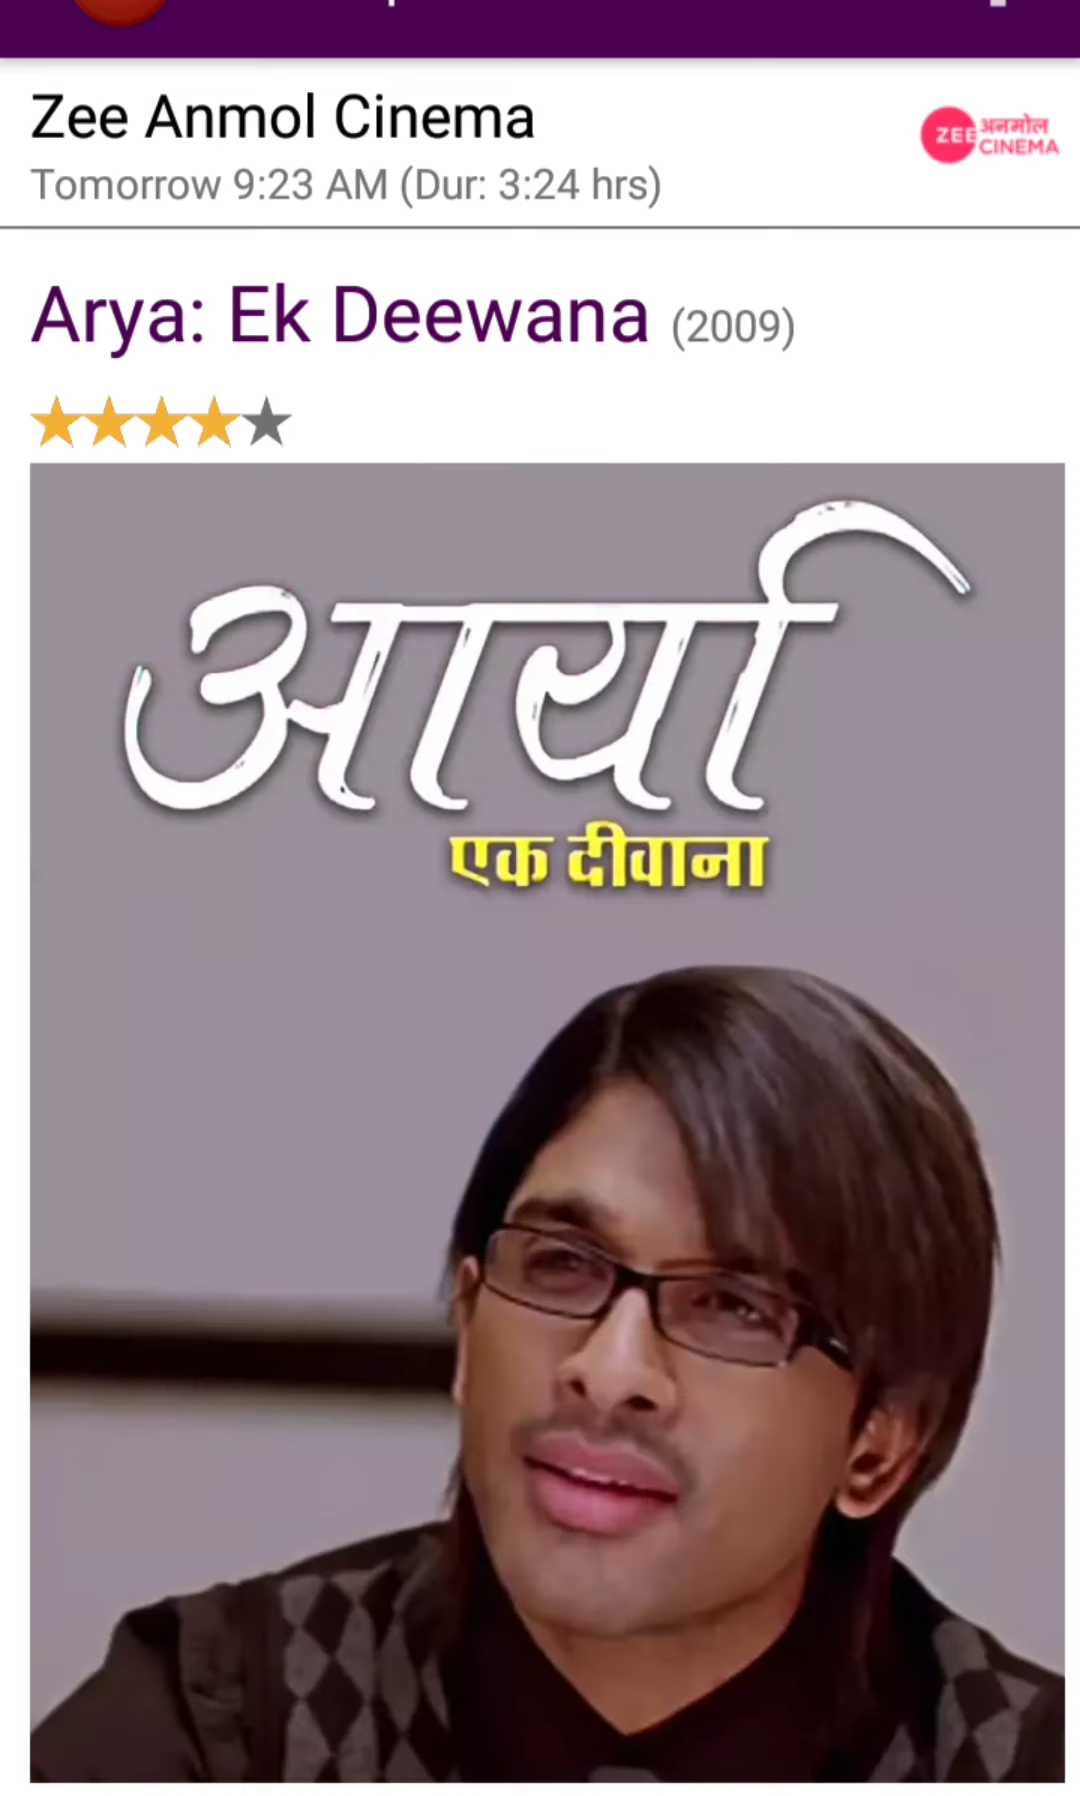 Zee Anmol Cinema
ZEE अनमोल
CINEMA
Tomorrow 9:23 AM (Dur: 3:24 hrs)
Arya: Ek Deewana (2009)
आर्या
एक दीवाना